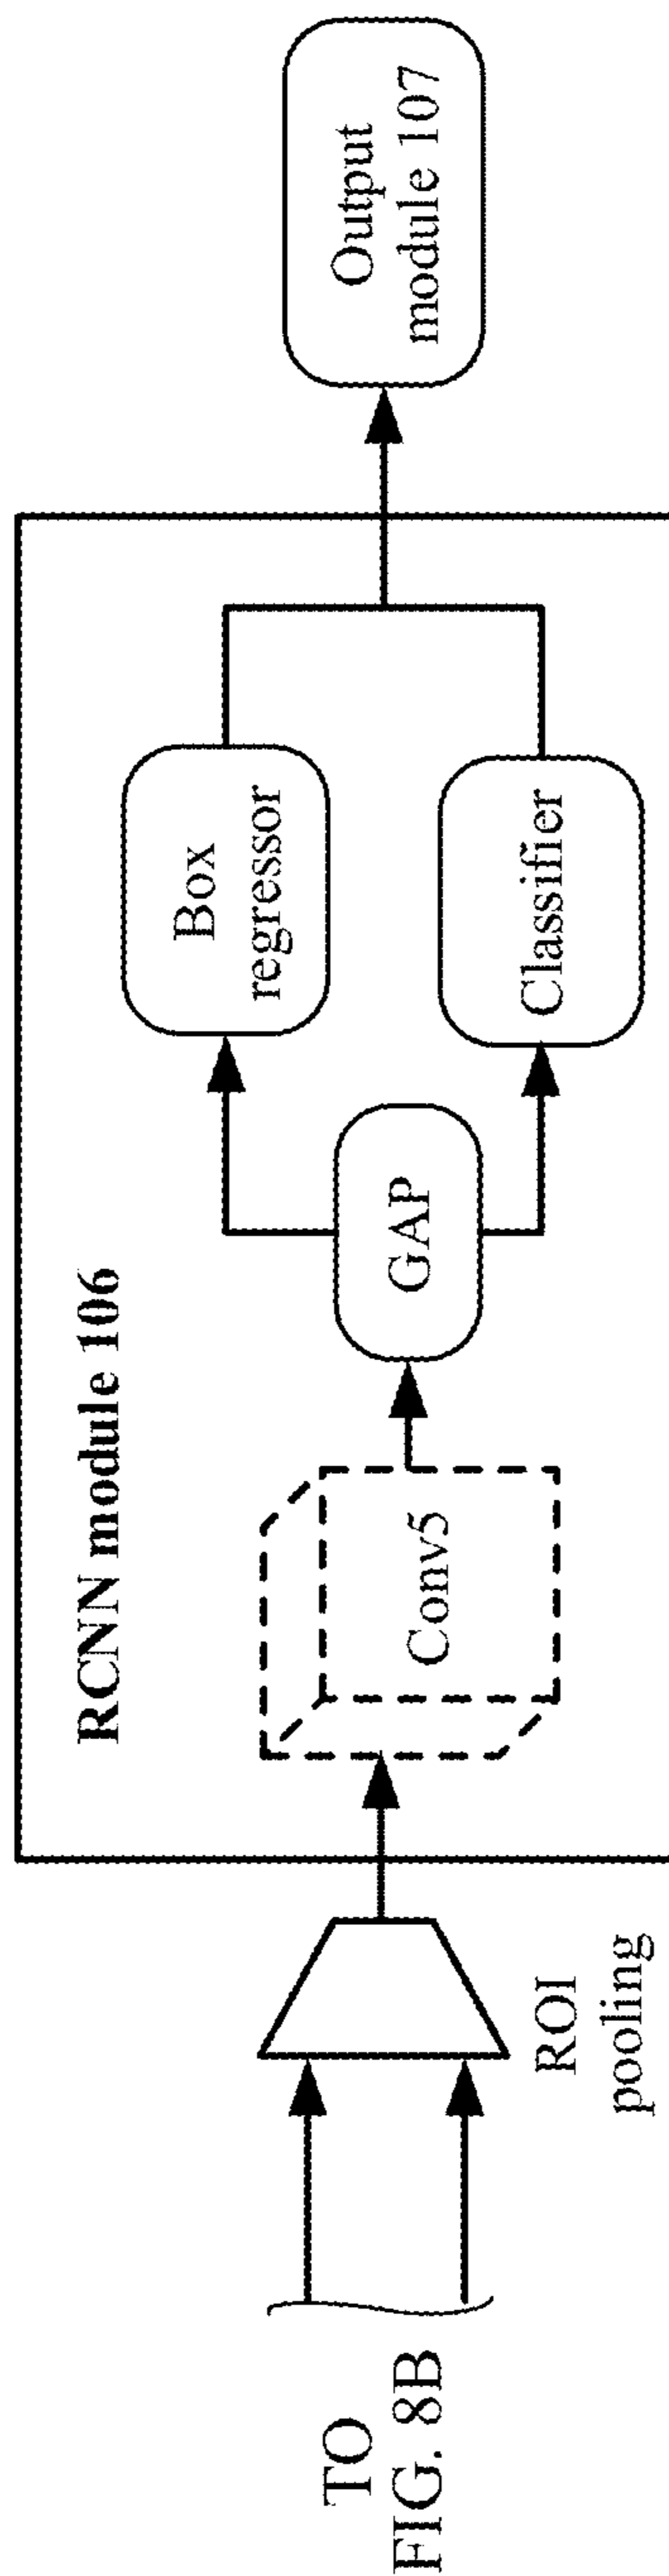 TO
FIG. 8B
ROI
pooling
RCNN module 106
Conv5
GAP
Box
regressor
Classifier
Output
module 107